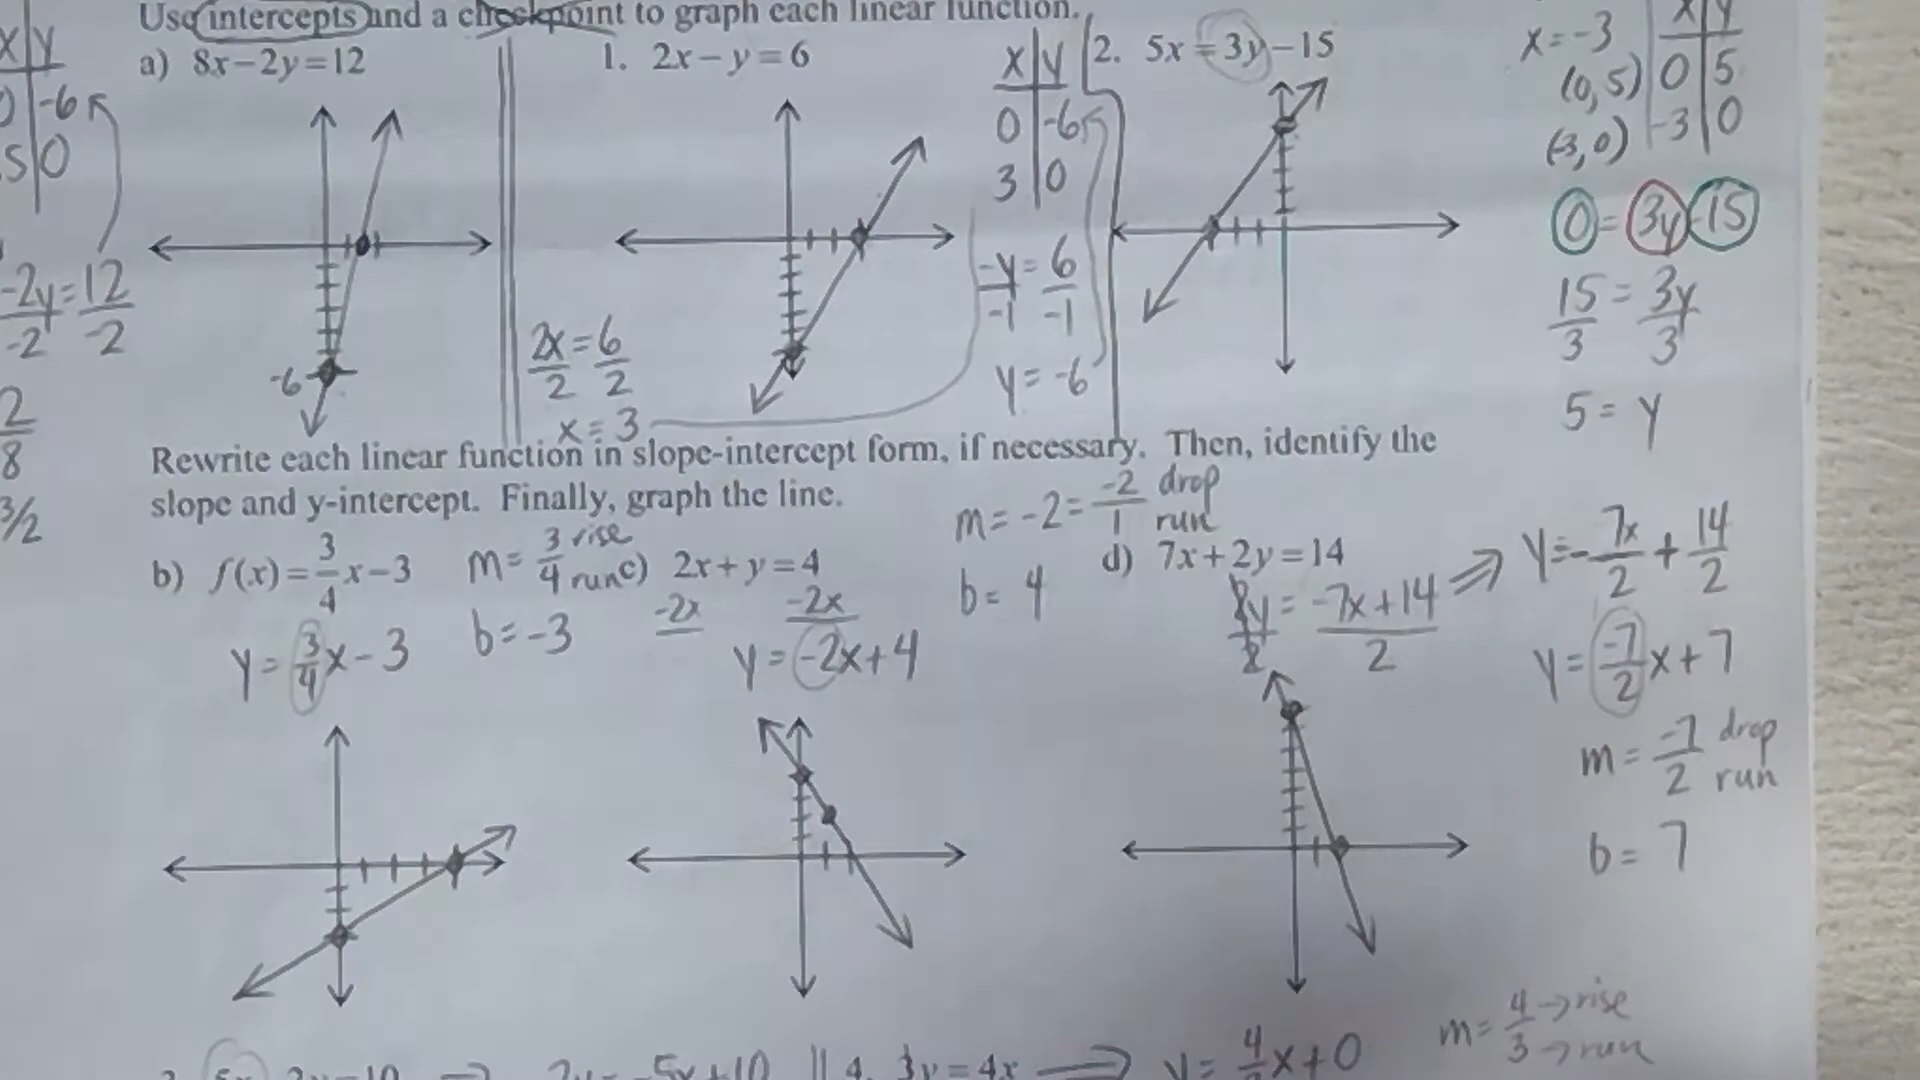 Use intercepts and a checkpoint to graph each linear function.
a) 8x-2y=12
x|y
-6
0
-2y=12
-2 -2
2
8
3/2
-6
1. 2x-y=6
x|y
0|-6
3|0
2x=6
2 2
x=3
-y=6
-1 -1
y=-6
2. 5x=3y-15
x=-3
x|y
(0,5) 0|5
(-3,0) -3|0
0=3y-15
15=3y
3 3
5=y
Rewrite each linear function in slope-intercept form, if necessary. Then, identify the
slope and y-intercept. Finally, graph the line.
b) f(x)=3/4x-3
m=3/4 rise run
y=3/4x-3
b=-3
c) 2x+y=4
-2x -2x
y=-2x+4
m=-2=-2/1 drop run
b=4
d) 7x+2y=14
2y=-7x+14
2 2
⇒ y=-7x/2+14/2
y=-7/2x+7
m=-7/2 drop run
b=7
4. 3y=4x → y=4/3x+0
m=4→rise
3→run